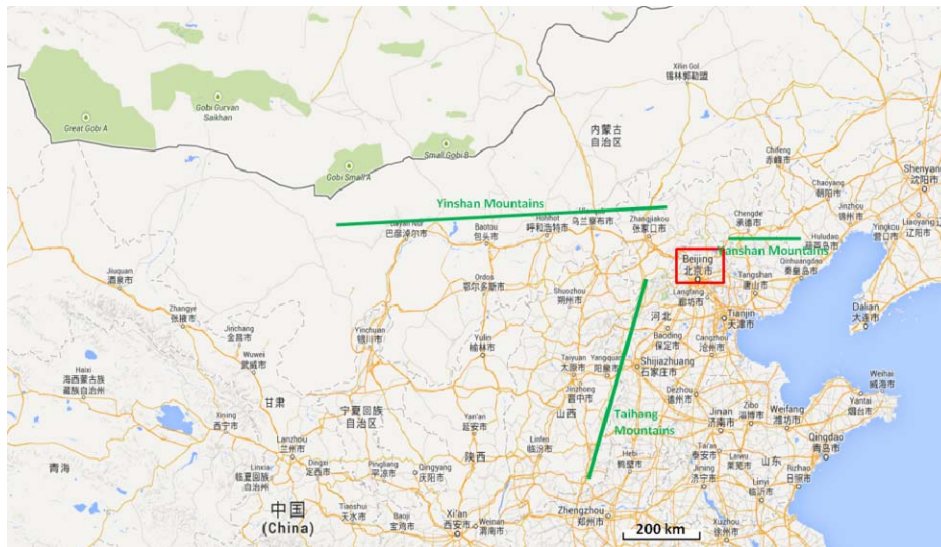 Xilin Gol
锡林郭勒盟
Gobi Gurvan
Saikhan
Great Gobi A
内蒙古
自治区
Small Gobi B
Chifeng
赤峰市
Gobi Small A
Shenyang
沈阳市
Chaoyang
朝阳市
Yinshan Mountains
Jinzhou
锦州市
巴彦淖尔市
Baotou
包头市
Hohhot
呼和浩特市
乌兰察布市
Zhangjiakou
张家口市
Chengde
承德市
Liaoyang
辽阳市
Yingkou
营口市
Huludao
葫芦岛市
Yanshan Mountains
Beijing
北京市
Qinhuangdao
秦皇岛市
Tangshan
唐山市
Jiuquan
酒泉市
Ordos
鄂尔多斯市
Shuozhou
朔州市
Langfang
廊坊市
Dalian
大连市
Zhangye
张掖市
河北
Tianjin
天津市
Jinchang
金昌市
Yinchuan
银川市
Yulin
榆林市
Baoding
保定市
Cangzhou
沧州市
Wuwei
武威市
Taiyuan
太原市
Yangquan
阳泉市
Shijiazhuang
石家庄市
Haixi
海西蒙古族
藏族自治州
Weihai
威海市
Jinzhong
晋中市
Dezhou
德州市
Yantai
烟台市
甘肃
宁夏回族
自治区
Xining
西宁市
山西
Taihang
Mountains
Jinan
济南市
Zibo
淄博市
Weifang
潍坊市
Yan'an
延安市
Lanzhou
兰州市
Linfen
临汾市
Qingdao
青岛市
Tai'an
泰安市
Laiwu
莱芜市
山东
陕西
Hebi
鹤壁市
青海
Linxia
临夏回族
自治州
Dingxi
定西市
Pingliang
平凉市
Qingyang
庆阳市
Jining
济宁市
Rizhao
日照市
Linyi
临沂市
中国
(China)
Tianshui
天水市
Baoji
宝鸡市
Xi'an
西安市
Weinan
渭南市
Zhengzhou
郑州市
200 km
Xuzhou
徐州市